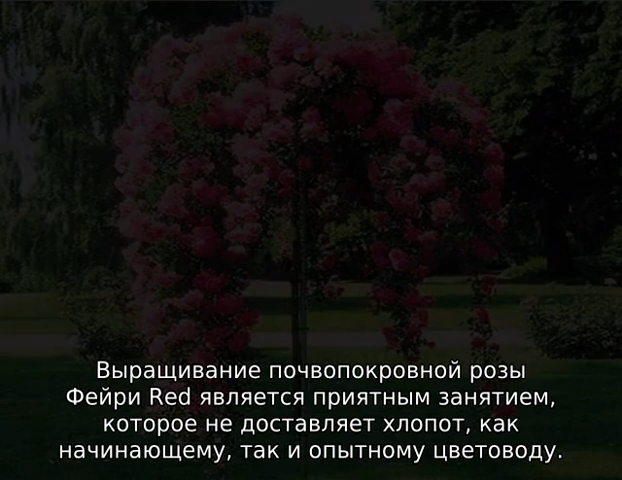 Выращивание почвопокровной розы
Фейри Red является приятным занятием,
которое не доставляет хлопот, как
начинающему, так и опытному цветоводу.